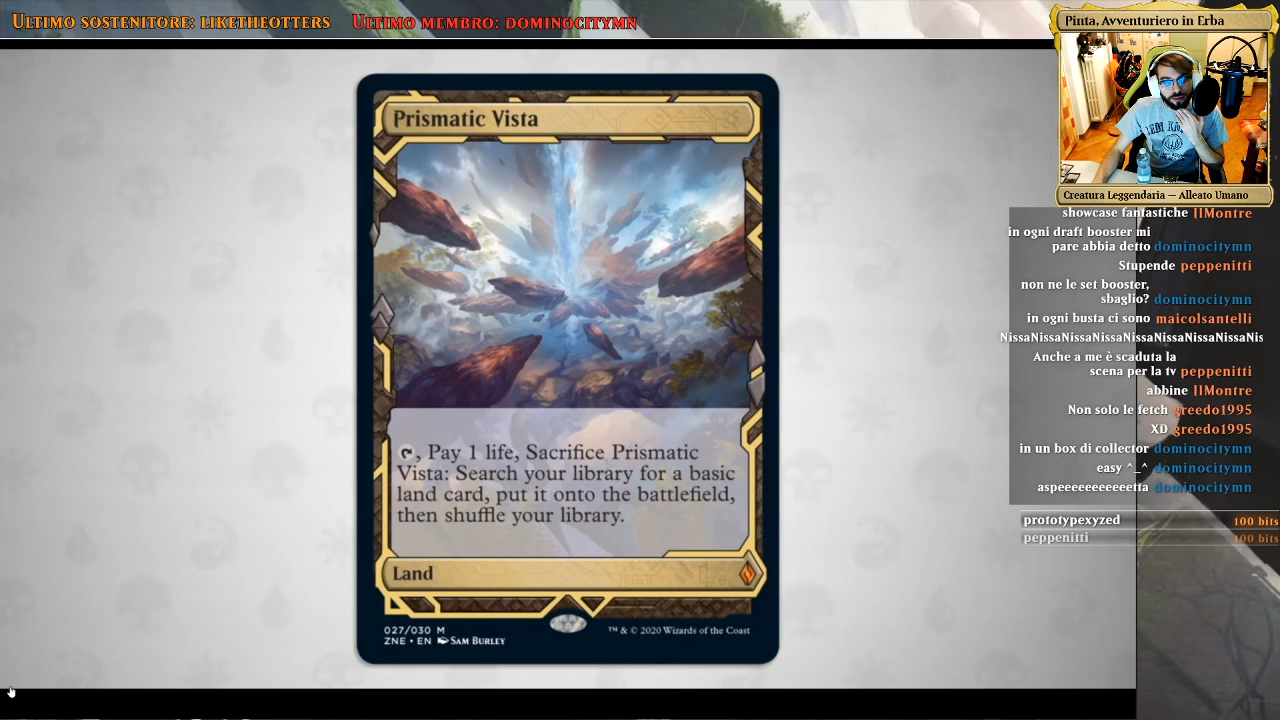 Ultimo sostenitore: liketheotters Ultimo membro: dominocitymn
Pinta, Avventuriero in Erba
Creatura Leggendaria — Alleato Umano
Prismatic Vista
, Pay 1 life, Sacrifice Prismatic
Vista: Search your library for a basic
land card, put it onto the battlefield,
then shuffle your library.
Land
027/030 M
ZNE • EN Sam Burley
™ & © 2020 Wizards of the Coast
showcase fantastiche IlMontre
in ogni draft booster mi
pare abbia detto dominocitymn
Stupende peppenitti
non ne le set booster,
sbaglio? dominocitymn
in ogni busta ci sono maicolsantelli
NissaNissaNissaNissaNissaNissaNissaNissaNis
Anche a me è scaduta la
scena per la tv peppenitti
abbine IlMontre
Non solo le fetch greedo1995
XD greedo1995
in un box di collector dominocitymn
easy ^_^ dominocitymn
aspeeeeeeeeeetta dominocitymn
prototypexyzed 100 bits
peppenitti 100 bits